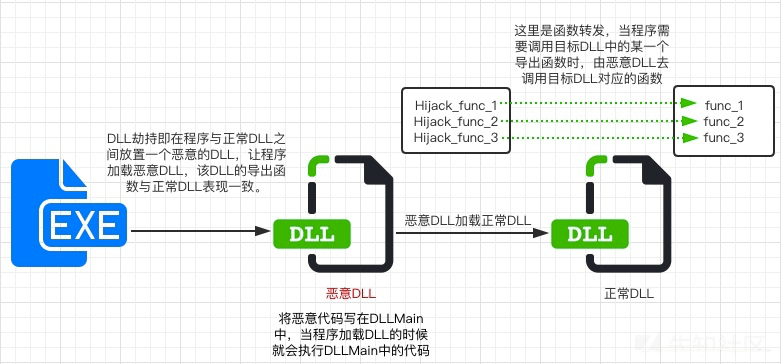 这里是函数转发，当程序需
要调用目标DLL中的某一个
导出函数时，由恶意DLL去
调用目标DLL对应的函数
Hijack_func_1
Hijack_func_2
Hijack_func_3
func_1
func_2
func_3
DLL劫持即在程序与正常DLL之
间放置一个恶意的DLL，让程序
加载恶意DLL，该DLL的导出函
数与正常DLL表现一致。
EXE
DLL
恶意DLL加载正常DLL
DLL
恶意DLL
正常DLL
将恶意代码写在DLLMain
中，当程序加载DLL的时候
就会执行DLLMain中的代码